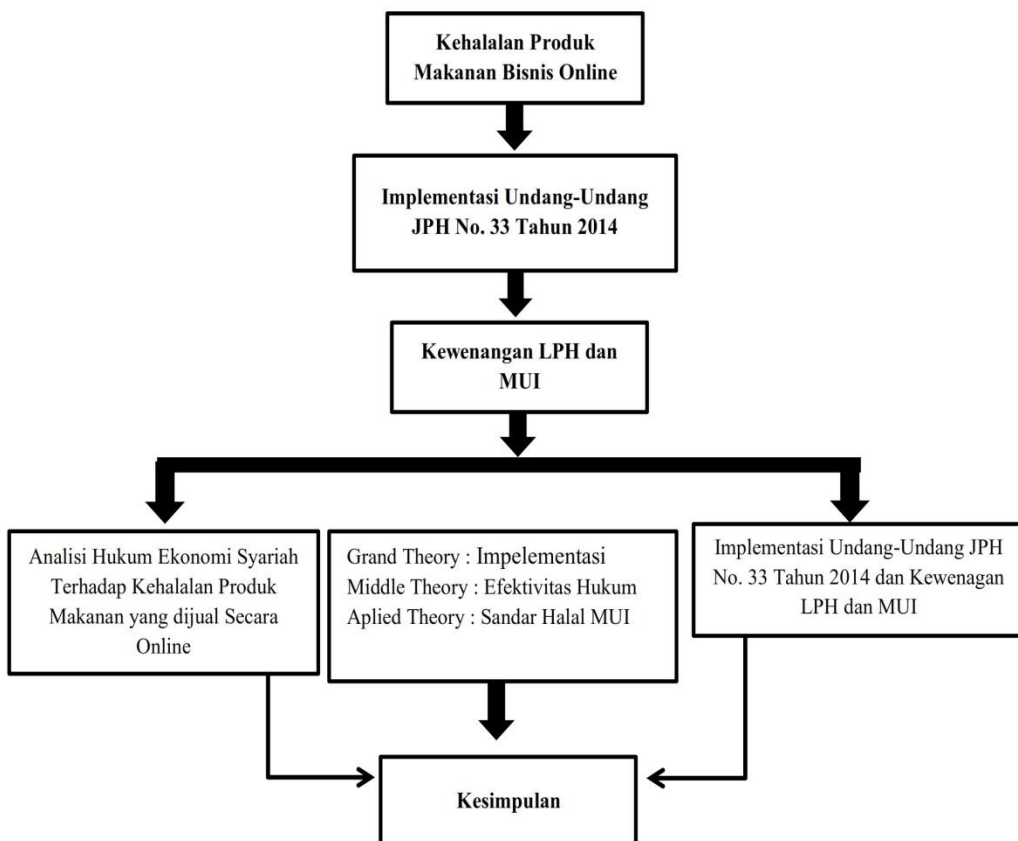 Kehalalan Produk
Makanan Bisnis Online
Implementasi Undang-Undang
JPH No. 33 Tahun 2014
Kewenangan LPH dan
MUI
Analisi Hukum Ekonomi Syariah
Terhadap Kehalalan Produk
Makanan yang dijual Secara
Online
Grand Theory : Impelementasi
Middle Theory : Efektivitas Hukum
Aplied Theory : Sandar Halal MUI
Implementasi Undang-Undang JPH
No. 33 Tahun 2014 dan Kewenagan
LPH dan MUI
Kesimpulan